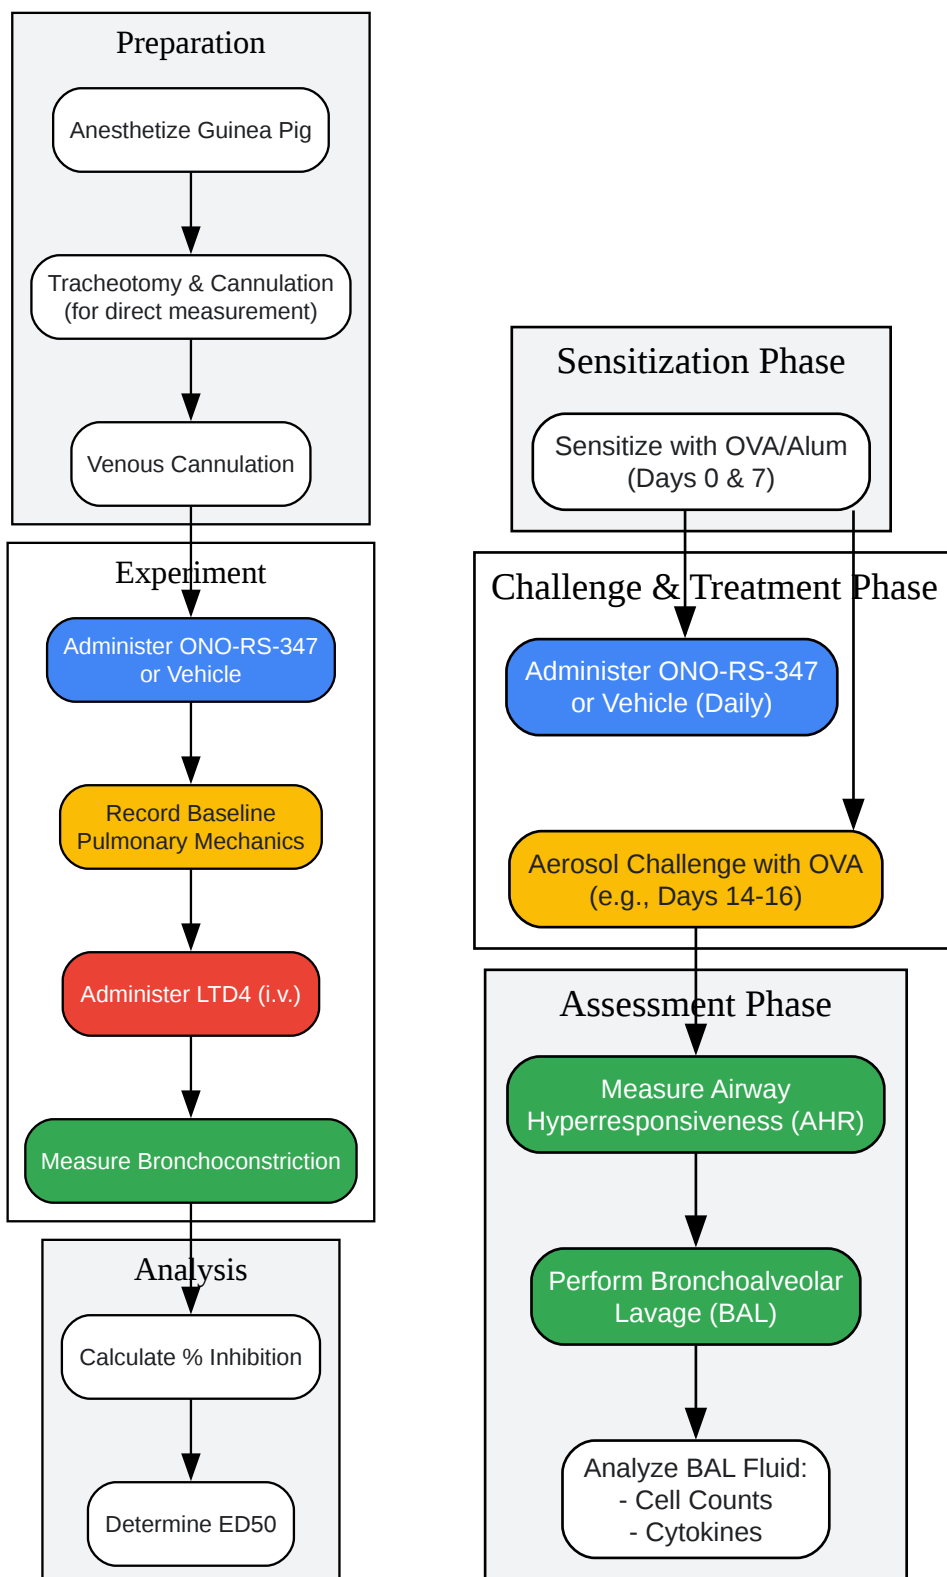 Preparation
Anesthetize Guinea Pig
Tracheotomy & Cannulation
(for direct measurement)
Venous Cannulation
Experiment
Administer ONO-RS-347
or Vehicle
Record Baseline
Pulmonary Mechanics
Administer LTD4 (i.v.)
Measure Bronchoconstriction
Analysis
Calculate % Inhibition
Determine ED50
Sensitization Phase
Sensitize with OVA/Alum
(Days 0 & 7)
Challenge & Treatment Phase
Administer ONO-RS-347
or Vehicle (Daily)
Aerosol Challenge with OVA
(e.g., Days 14-16)
Assessment Phase
Measure Airway
Hyperresponsiveness (AHR)
Perform Bronchoalveolar
Lavage (BAL)
Analyze BAL Fluid:
- Cell Counts
- Cytokines